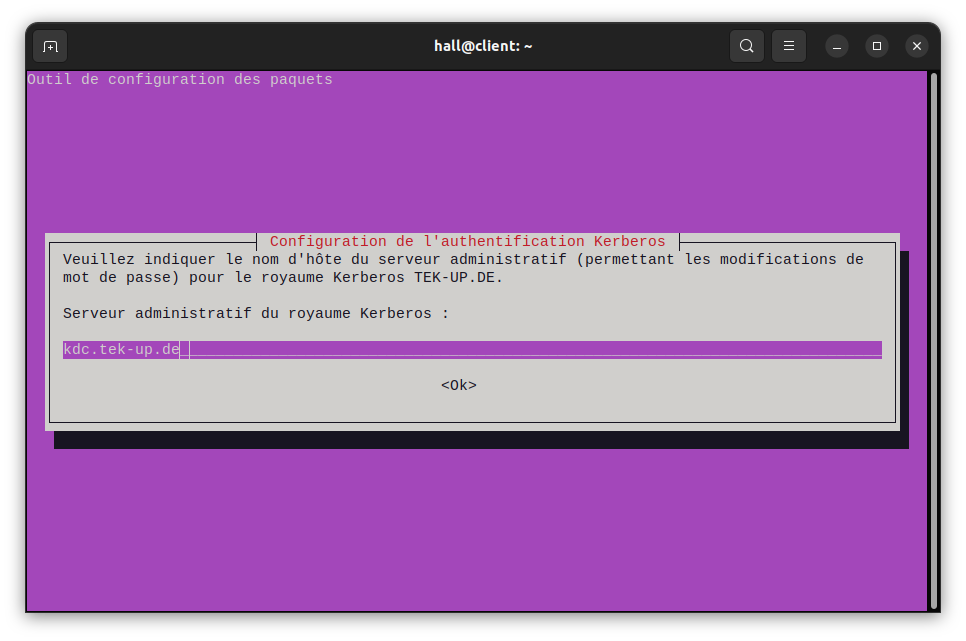 hall@client: ~
Outil de configuration des paquets
Configuration de l'authentification Kerberos
Veuillez indiquer le nom d'hôte du serveur administratif (permettant les modifications de
mot de passe) pour le royaume Kerberos TEK-UP.DE.
Serveur administratif du royaume Kerberos :
kdc.tek-up.de
<Ok>